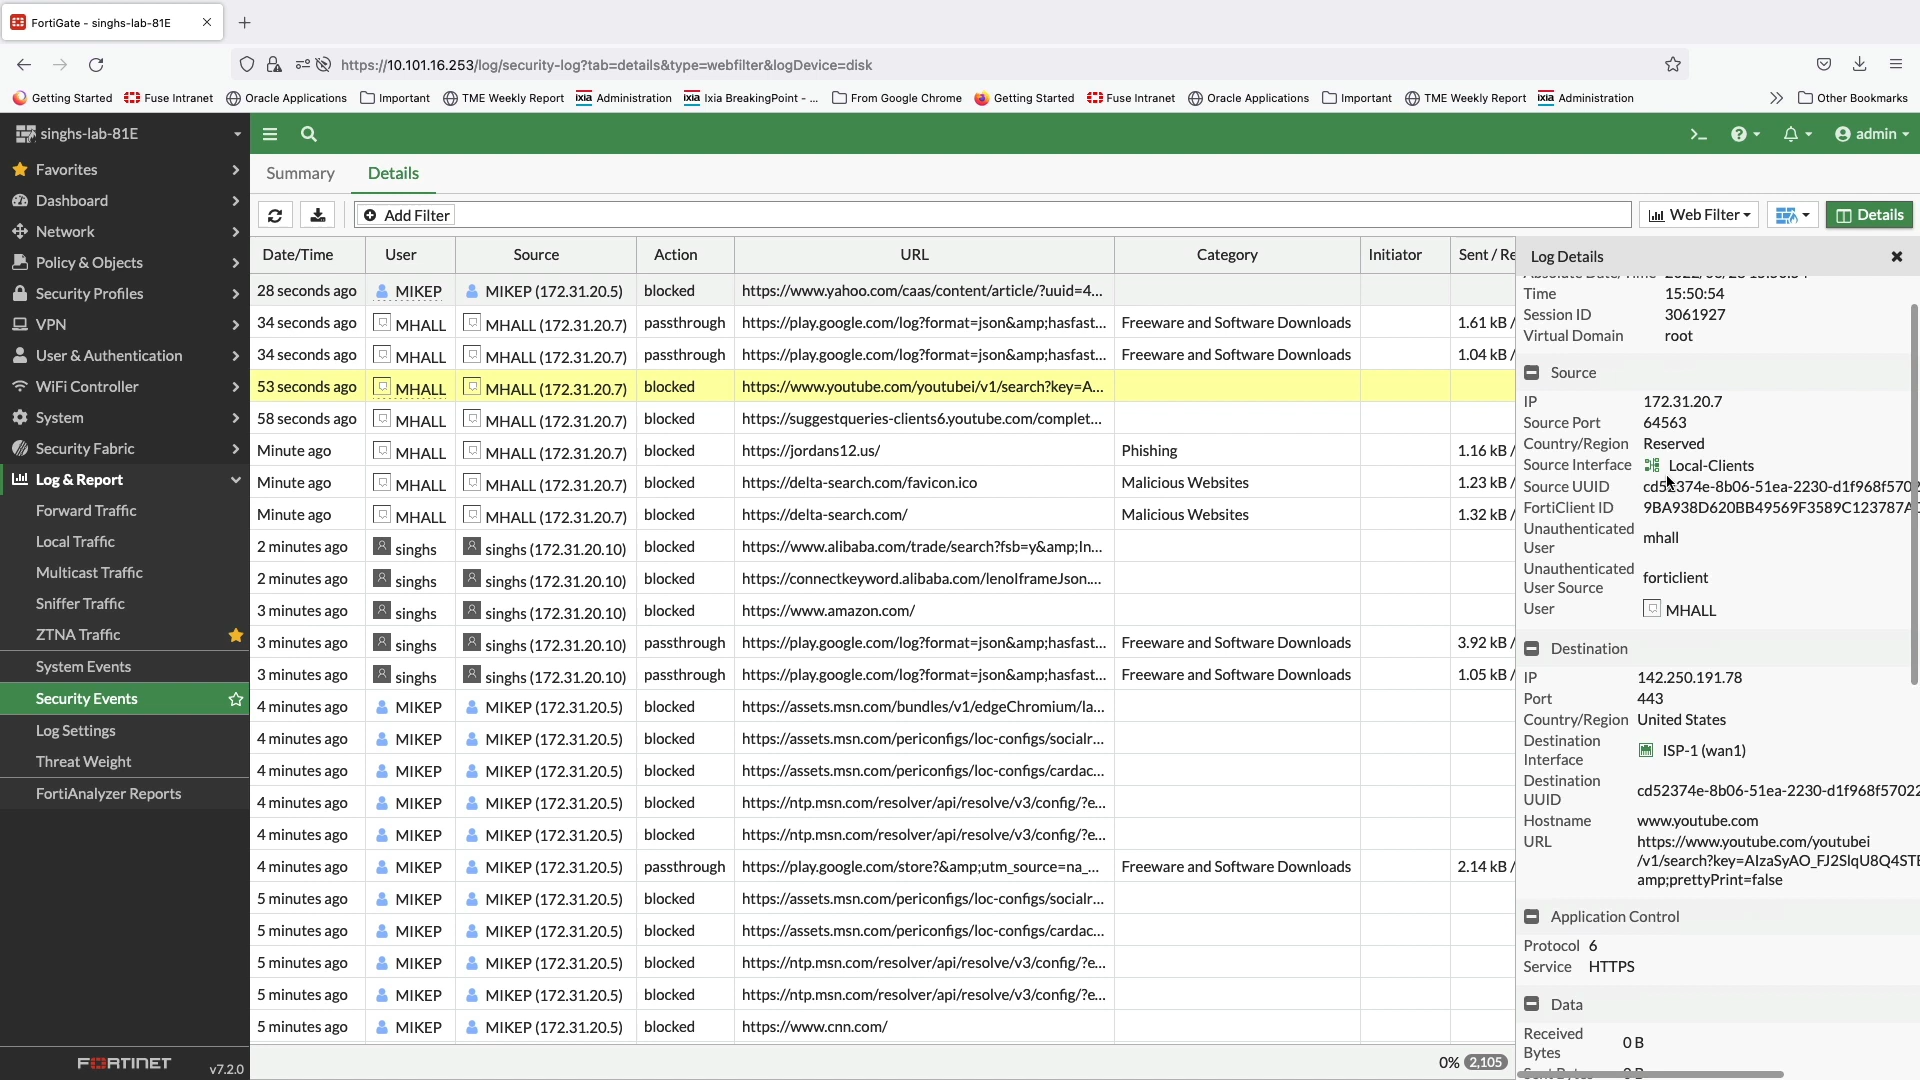 FortiGate - singhs-lab-81E
https://10.101.16.253/log/security-log?tab=details&type=webfilter&logDevice=disk
Getting Started Fuse Intranet Oracle Applications Important TME Weekly Report Administration Ixia BreakingPoint - ... From Google Chrome Getting Started Fuse Intranet Oracle Applications Important TME Weekly Report Administration Other Bookmarks
singhs-lab-81E
admin
Favorites
Dashboard
Network
Policy & Objects
Security Profiles
VPN
User & Authentication
WiFi Controller
System
Security Fabric
Log & Report
Forward Traffic
Local Traffic
Multicast Traffic
Sniffer Traffic
ZTNA Traffic
System Events
Security Events
Log Settings
Threat Weight
FortiAnalyzer Reports
FORTINET v7.2.0
Summary Details
Add Filter Web Filter Details
Date/Time User Source Action URL Category Initiator Sent / Re
28 seconds ago MIKEP MIKEP (172.31.20.5) blocked https://www.yahoo.com/caas/content/article/?uuid=4...
34 seconds ago MHALL MHALL (172.31.20.7) passthrough https://play.google.com/log?format=json&amp;hasfast... Freeware and Software Downloads 1.61 kB /
34 seconds ago MHALL MHALL (172.31.20.7) passthrough https://play.google.com/log?format=json&amp;hasfast... Freeware and Software Downloads 1.04 kB /
53 seconds ago MHALL MHALL (172.31.20.7) blocked https://www.youtube.com/youtubei/v1/search?key=A...
58 seconds ago MHALL MHALL (172.31.20.7) blocked https://suggestqueries-clients6.youtube.com/complet...
Minute ago MHALL MHALL (172.31.20.7) blocked https://jordans12.us/ Phishing 1.16 kB /
Minute ago MHALL MHALL (172.31.20.7) blocked https://delta-search.com/favicon.ico Malicious Websites 1.23 kB /
Minute ago MHALL MHALL (172.31.20.7) blocked https://delta-search.com/ Malicious Websites 1.32 kB /
2 minutes ago singhs singhs (172.31.20.10) blocked https://www.alibaba.com/trade/search?fsb=y&amp;In...
2 minutes ago singhs singhs (172.31.20.10) blocked https://connectkeyword.alibaba.com/lenoIframeJson....
3 minutes ago singhs singhs (172.31.20.10) blocked https://www.amazon.com/
3 minutes ago singhs singhs (172.31.20.10) passthrough https://play.google.com/log?format=json&amp;hasfast... Freeware and Software Downloads 3.92 kB /
3 minutes ago singhs singhs (172.31.20.10) passthrough https://play.google.com/log?format=json&amp;hasfast... Freeware and Software Downloads 1.05 kB /
4 minutes ago MIKEP MIKEP (172.31.20.5) blocked https://assets.msn.com/bundles/v1/edgeChromium/la...
4 minutes ago MIKEP MIKEP (172.31.20.5) blocked https://assets.msn.com/periconfigs/loc-configs/socialr...
4 minutes ago MIKEP MIKEP (172.31.20.5) blocked https://assets.msn.com/periconfigs/loc-configs/cardac...
4 minutes ago MIKEP MIKEP (172.31.20.5) blocked https://ntp.msn.com/resolver/api/resolve/v3/config/?e...
4 minutes ago MIKEP MIKEP (172.31.20.5) blocked https://ntp.msn.com/resolver/api/resolve/v3/config/?e...
4 minutes ago MIKEP MIKEP (172.31.20.5) passthrough https://play.google.com/store?&amp;utm_source=na_... Freeware and Software Downloads 2.14 kB /
5 minutes ago MIKEP MIKEP (172.31.20.5) blocked https://assets.msn.com/periconfigs/loc-configs/socialr...
5 minutes ago MIKEP MIKEP (172.31.20.5) blocked https://assets.msn.com/periconfigs/loc-configs/cardac...
5 minutes ago MIKEP MIKEP (172.31.20.5) blocked https://ntp.msn.com/resolver/api/resolve/v3/config/?e...
5 minutes ago MIKEP MIKEP (172.31.20.5) blocked https://ntp.msn.com/resolver/api/resolve/v3/config/?e...
5 minutes ago MIKEP MIKEP (172.31.20.5) blocked https://www.cnn.com/
0% 2,105
Log Details
Time 15:50:54
Session ID 3061927
Virtual Domain root
Source
IP 172.31.20.7
Source Port 64563
Country/Region Reserved
Source Interface Local-Clients
Source UUID cd52374e-8b06-51ea-2230-d1f968f5702
FortiClient ID 9BA938D620BB49569F3589C123787A
Unauthenticated
User mhall
Unauthenticated
User Source forticlient
User MHALL
Destination
IP 142.250.191.78
Port 443
Country/Region United States
Destination
Interface ISP-1 (wan1)
Destination
UUID cd52374e-8b06-51ea-2230-d1f968f57022
Hostname www.youtube.com
URL https://www.youtube.com/youtubei
/v1/search?key=AIzaSyAO_FJ2SlqU8Q4STE
amp;prettyPrint=false
Application Control
Protocol 6
Service HTTPS
Data
Received
Bytes 0 B